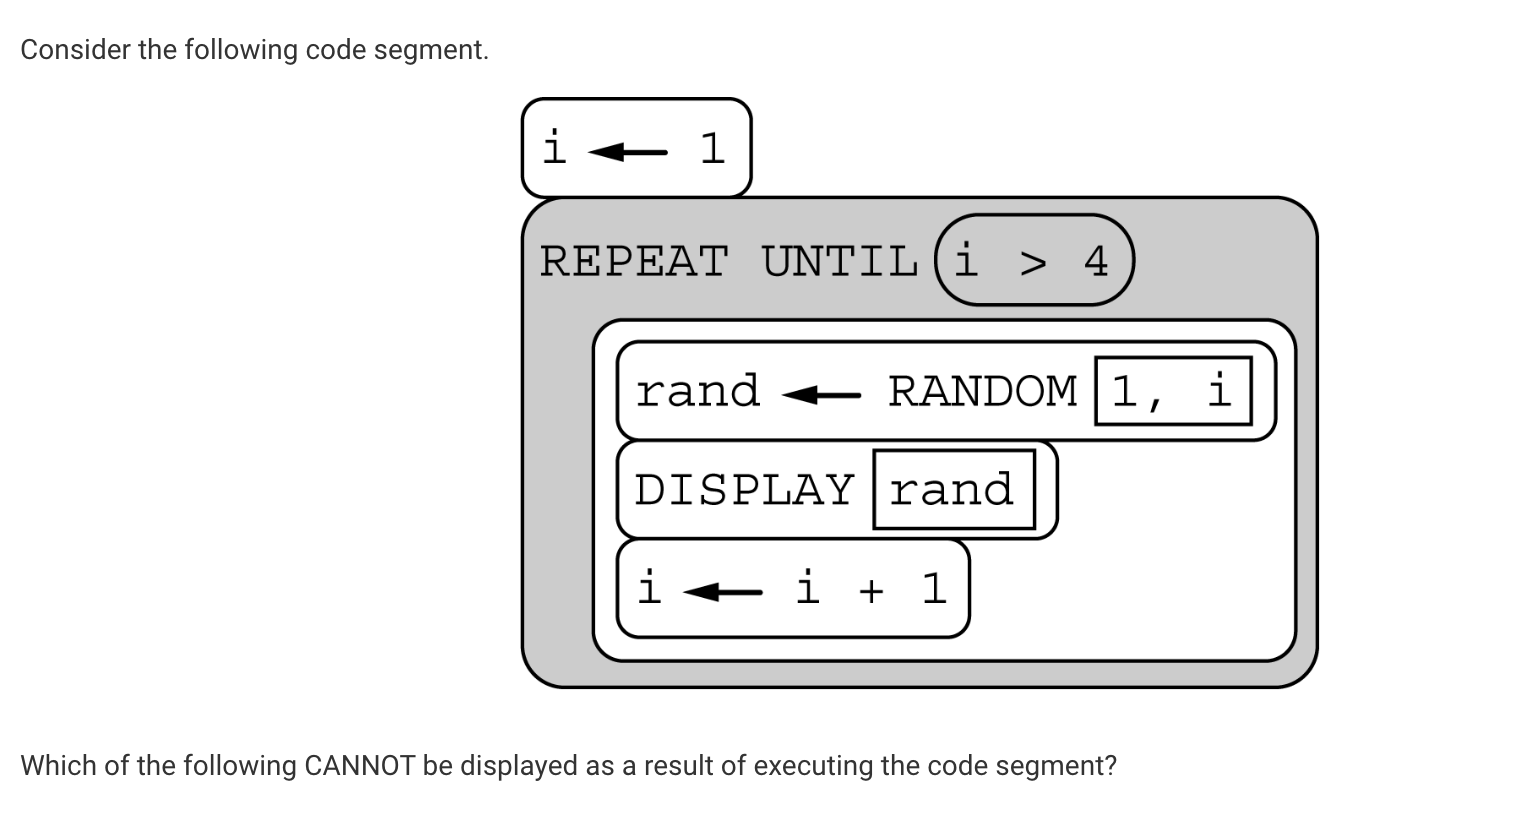 Consider the following code segment.
i ← 1
REPEAT UNTIL i > 4
rand ← RANDOM 1, i
DISPLAY rand
i ← i + 1
Which of the following CANNOT be displayed as a result of executing the code segment?